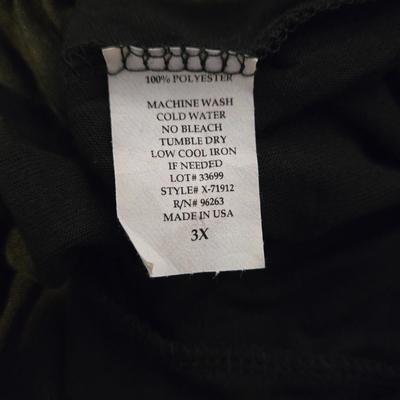 100% POLYESTER
MACHINE WASH
COLD WATER
NO BLEACH
TUMBLE DRY
LOW COOL IRON
IF NEEDED
LOT# 33699
STYLE# X-71912
R/N# 96263
MADE IN USA
3X